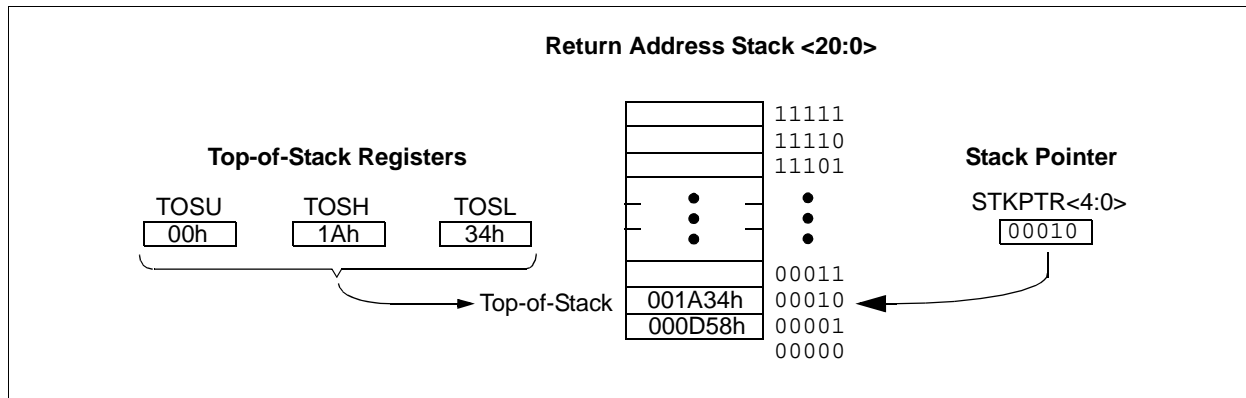 Return Address Stack <20:0>
11111
11110
11101
Top-of-Stack Registers
Stack Pointer
TOSU TOSH TOSL
STKPTR<4:0>
00h 1Ah 34h
00010
00011
Top-of-Stack 001A34h 00010
000D58h 00001
00000